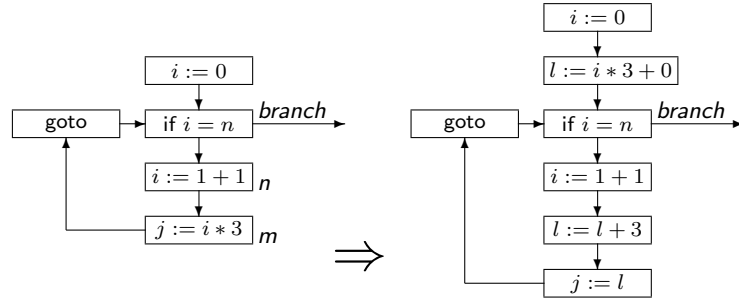 i := 0
goto
if i = n
branch
i := 1 + 1
n
j := i ∗ 3
m
⇒
i := 0
l := i ∗ 3 + 0
goto
if i = n
branch
i := 1 + 1
l := l + 3
j := l